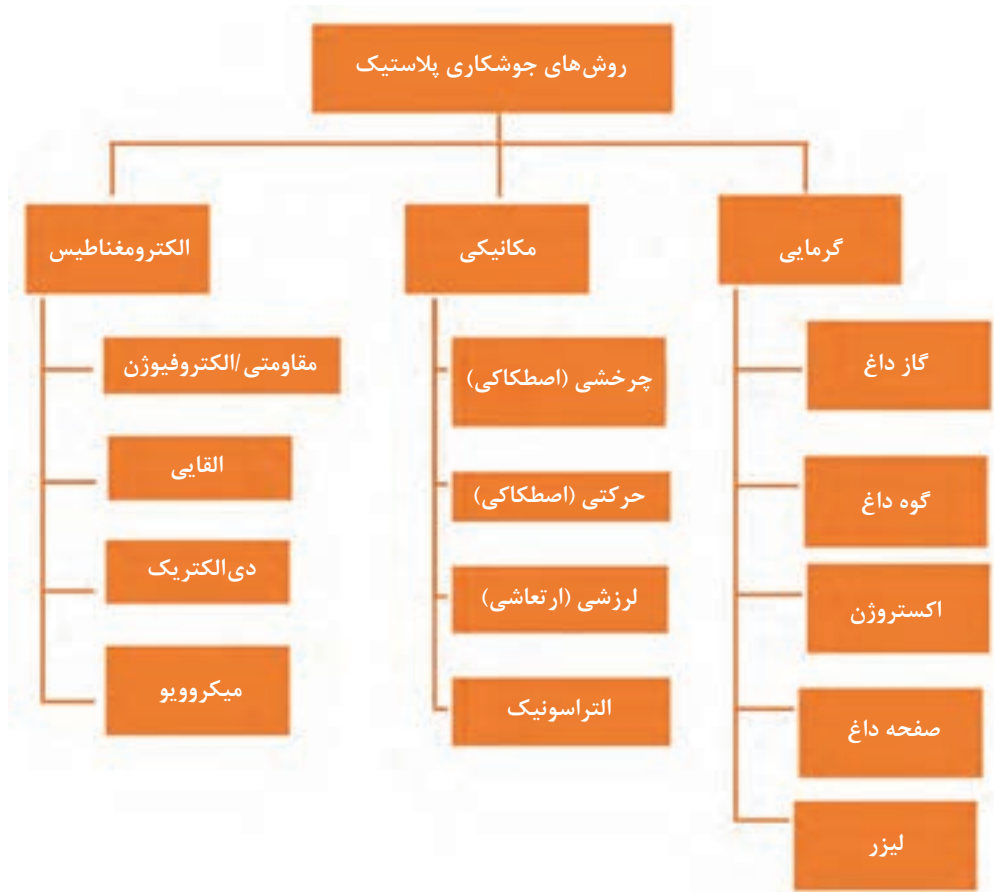 روش‌های جوشکاری پلاستیک
گرمایی
گاز داغ
گوه داغ
اکستروژن
صفحه داغ
لیزر
مکانیکی
چرخشی (اصطکاکی)
حرکتی (اصطکاکی)
لرزشی (ارتعاشی)
التراسونیک
الکترومغناطیس
مقاومتی/الکتروفیوژن
القایی
دی‌الکتریک
میکروویو